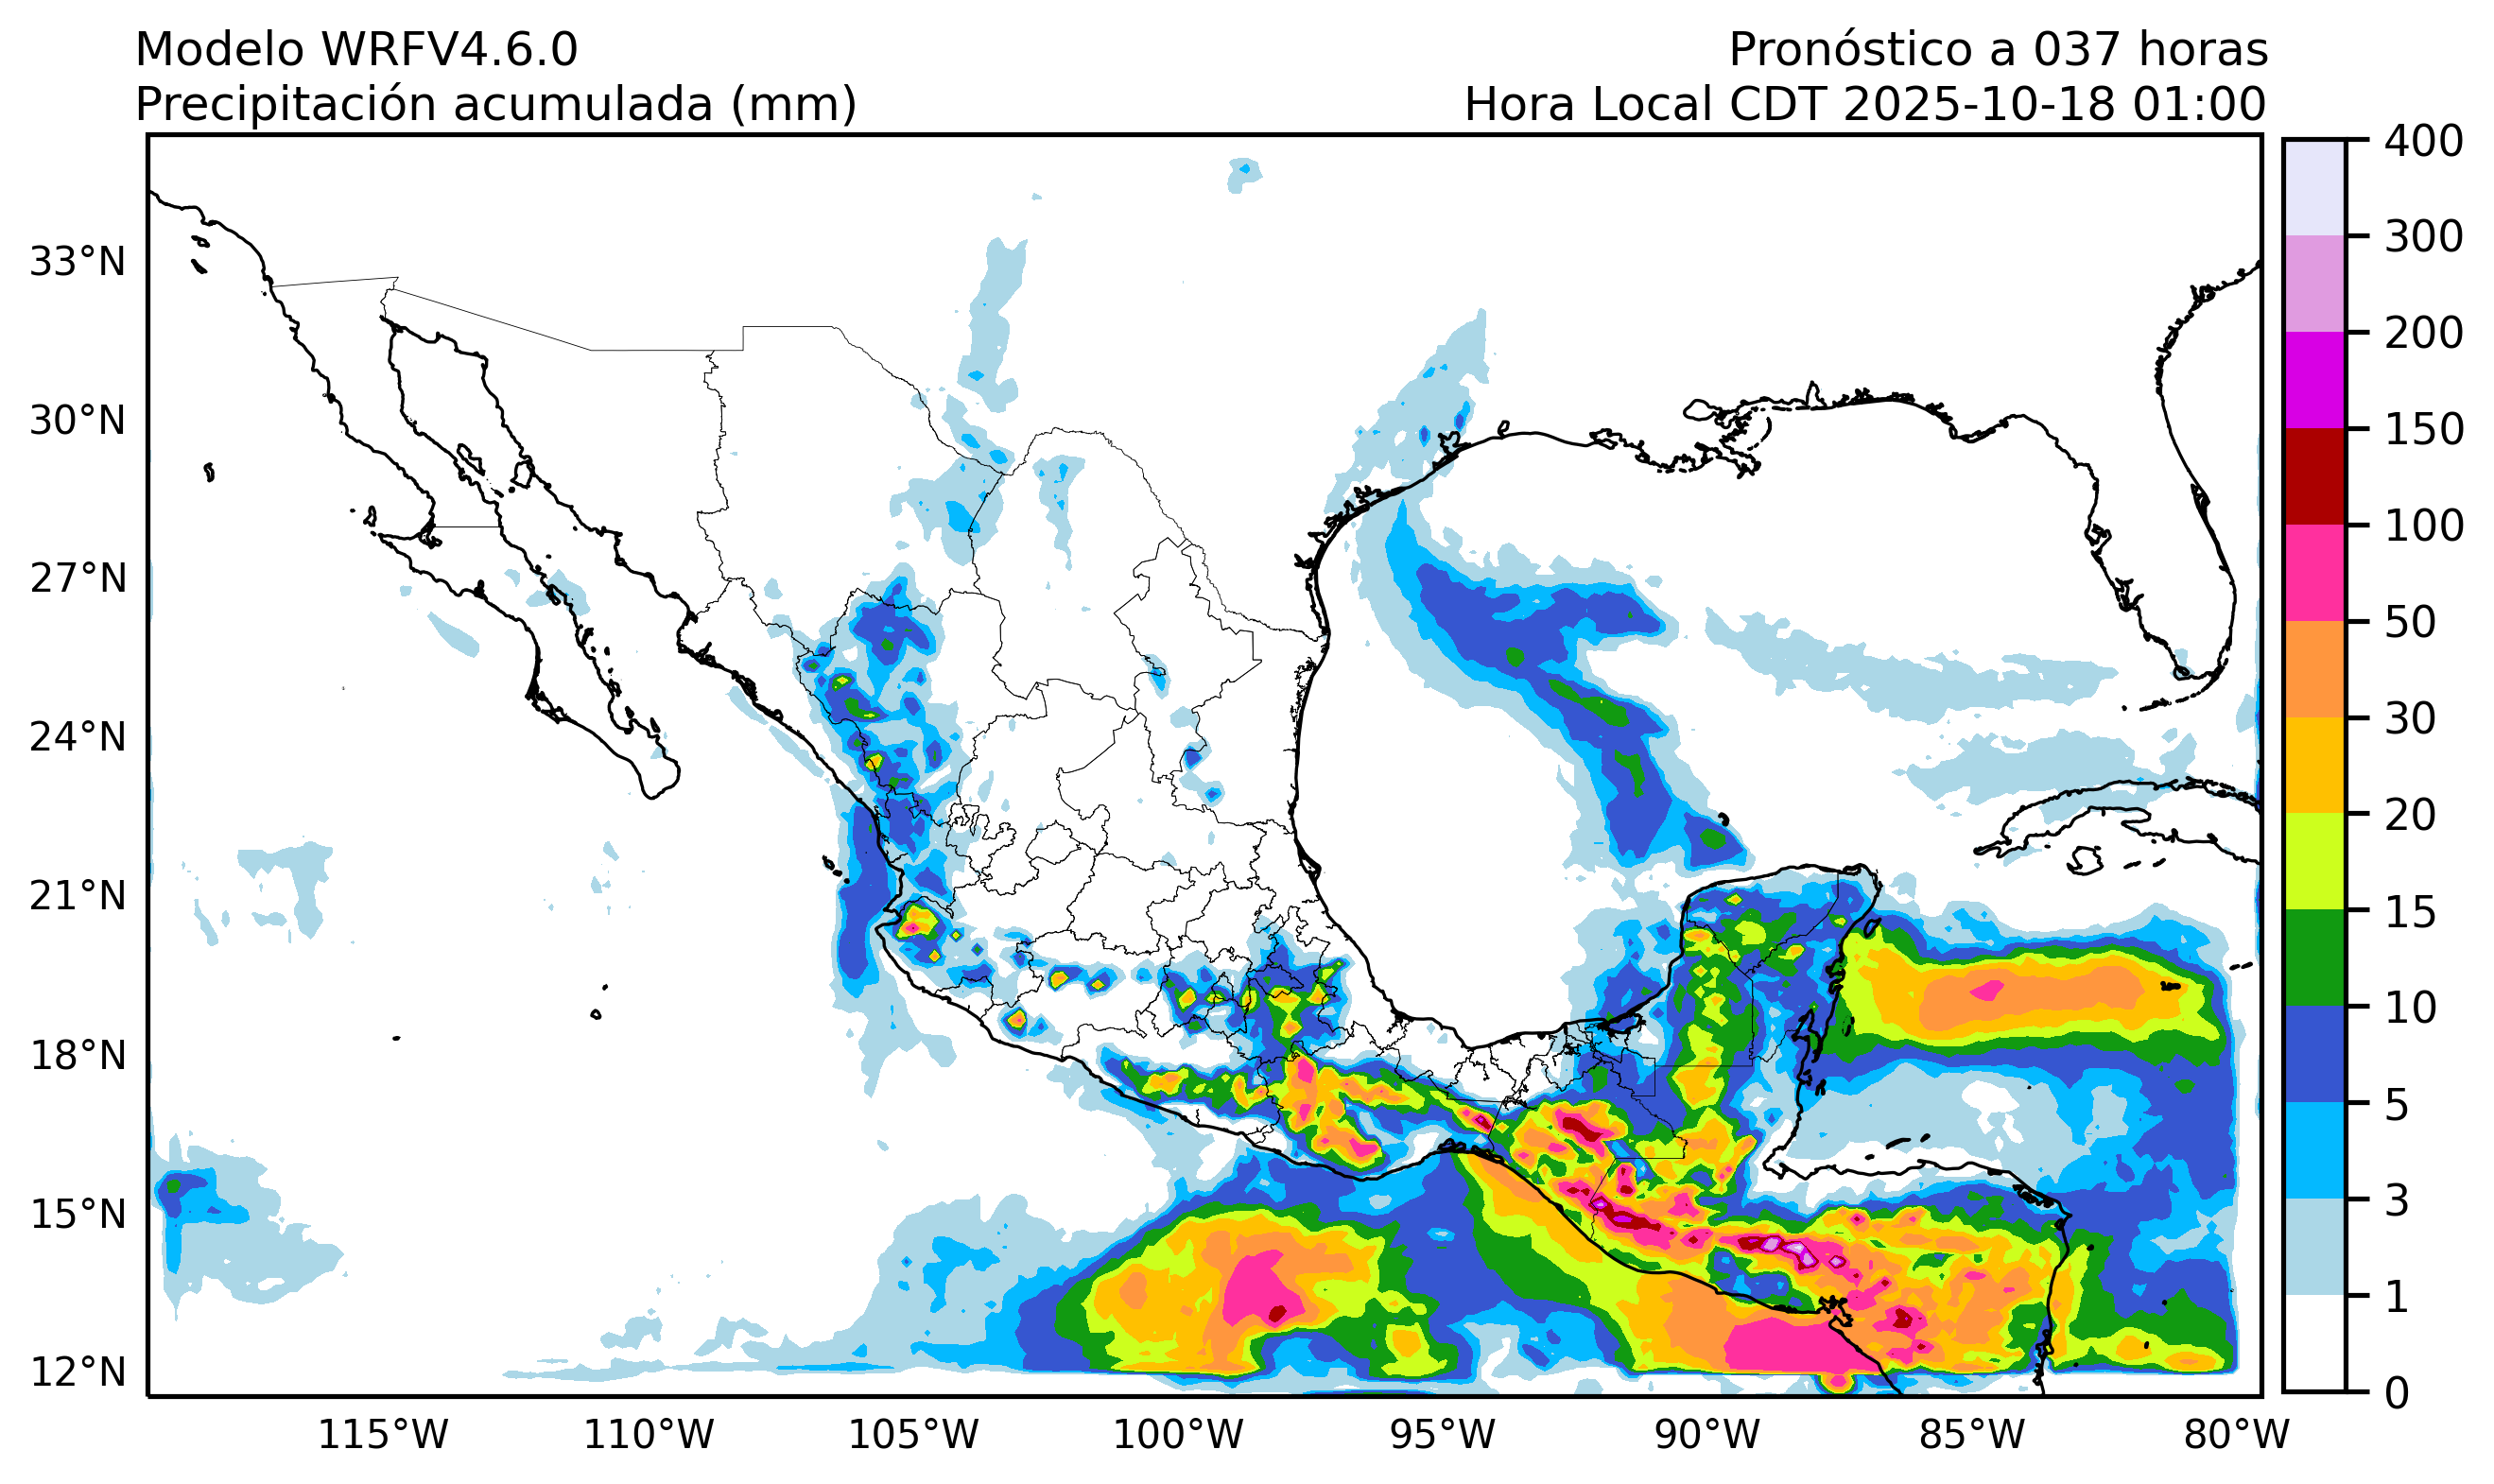 Modelo WRFV4.6.0
Pronóstico a 037 horas
Precipitación acumulada (mm)
Hora Local CDT 2025-10-18 01:00
33°N
30°N
27°N
24°N
21°N
18°N
15°N
12°N
115°W
110°W
105°W
100°W
95°W
90°W
85°W
80°W
400
300
200
150
100
50
30
20
15
10
5
3
1
0